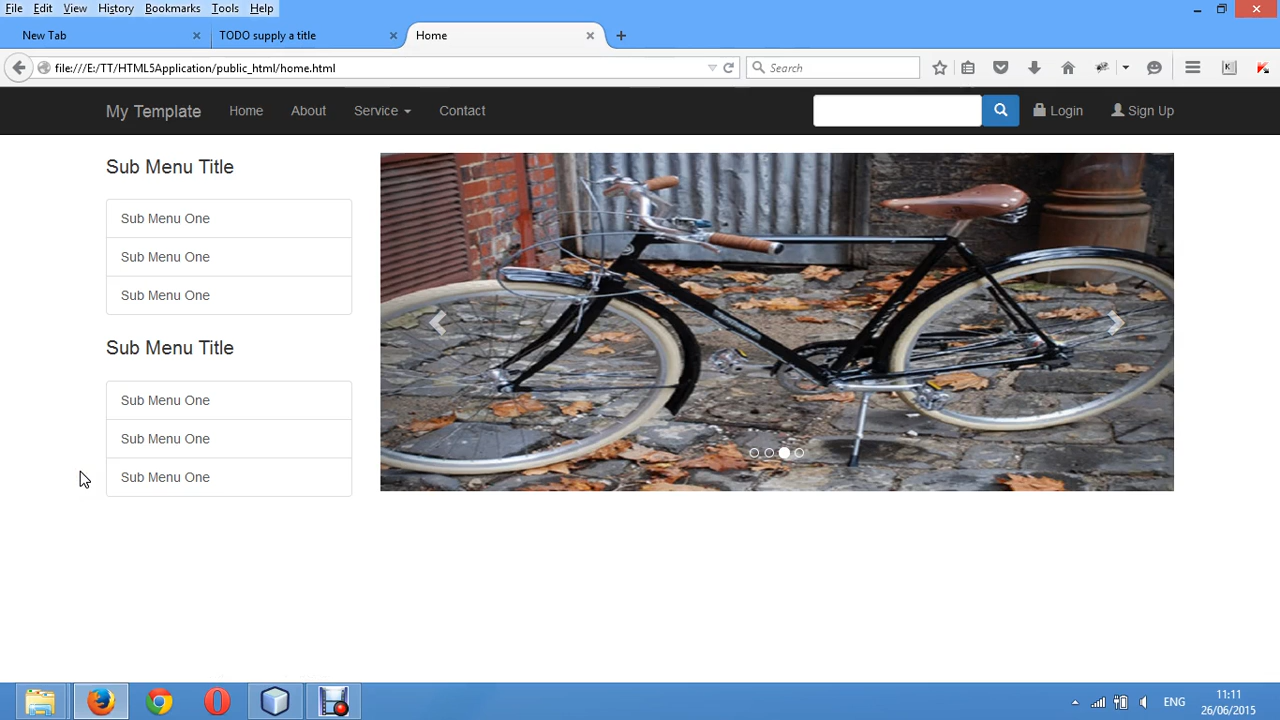 File Edit View History Bookmarks Tools Help
New Tab
TODO supply a title
Home
file:///E:/TT/HTML5Application/public_html/home.html
Search
My Template Home About Service Contact
Login Sign Up
Sub Menu Title
Sub Menu One
Sub Menu One
Sub Menu One
Sub Menu Title
Sub Menu One
Sub Menu One
Sub Menu One
ENG
11:11
26/06/2015